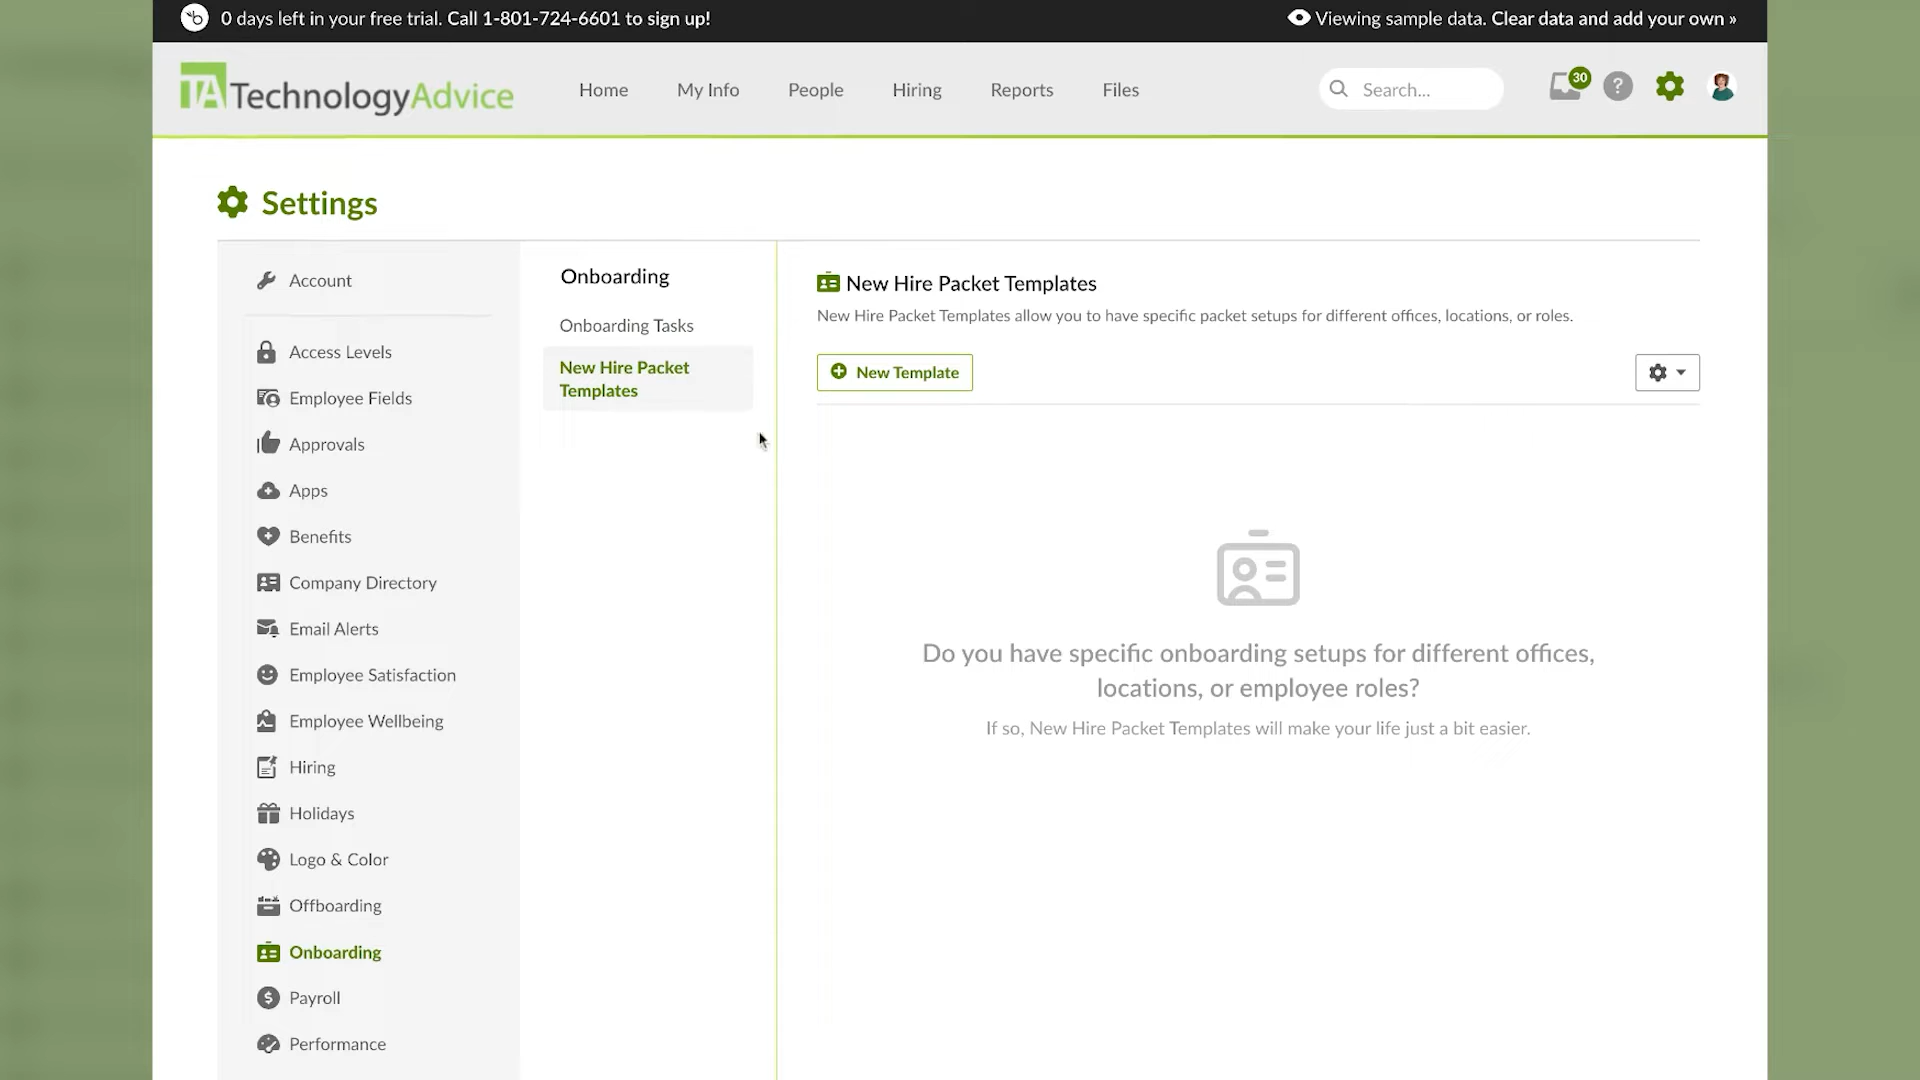 0 days left in your free trial. Call 1-801-724-6601 to sign up!
Viewing sample data. Clear data and add your own »
TA TechnologyAdvice
Home
My Info
People
Hiring
Reports
Files
Search...
30
?
Settings
Account
Access Levels
Employee Fields
Approvals
Apps
Benefits
Company Directory
Email Alerts
Employee Satisfaction
Employee Wellbeing
Hiring
Holidays
Logo & Color
Offboarding
Onboarding
Payroll
Performance
Onboarding
Onboarding Tasks
New Hire Packet
Templates
New Hire Packet Templates
New Hire Packet Templates allow you to have specific packet setups for different offices, locations, or roles.
New Template
Do you have specific onboarding setups for different offices,
locations, or employee roles?
If so, New Hire Packet Templates will make your life just a bit easier.